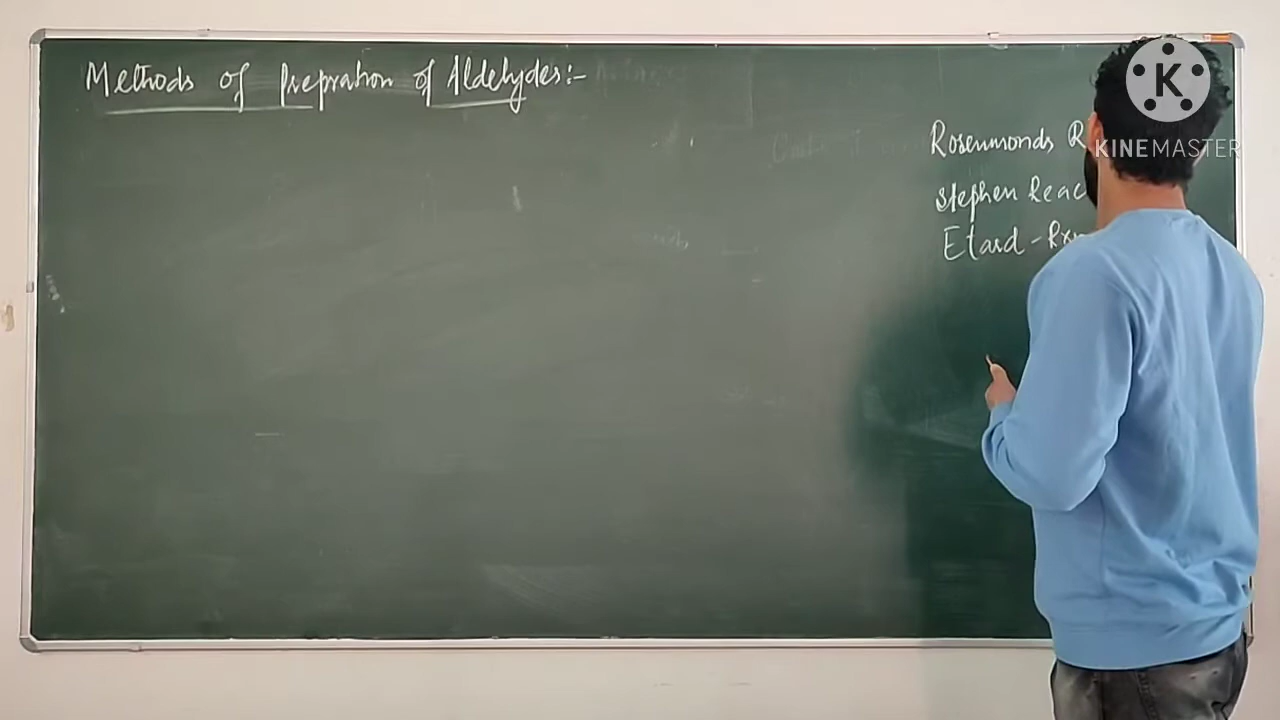 Methods of Prepration of Aldehydes:-
Rosenmonds R
Stephen Reac
Etard - Rxn
K
KINEMASTER